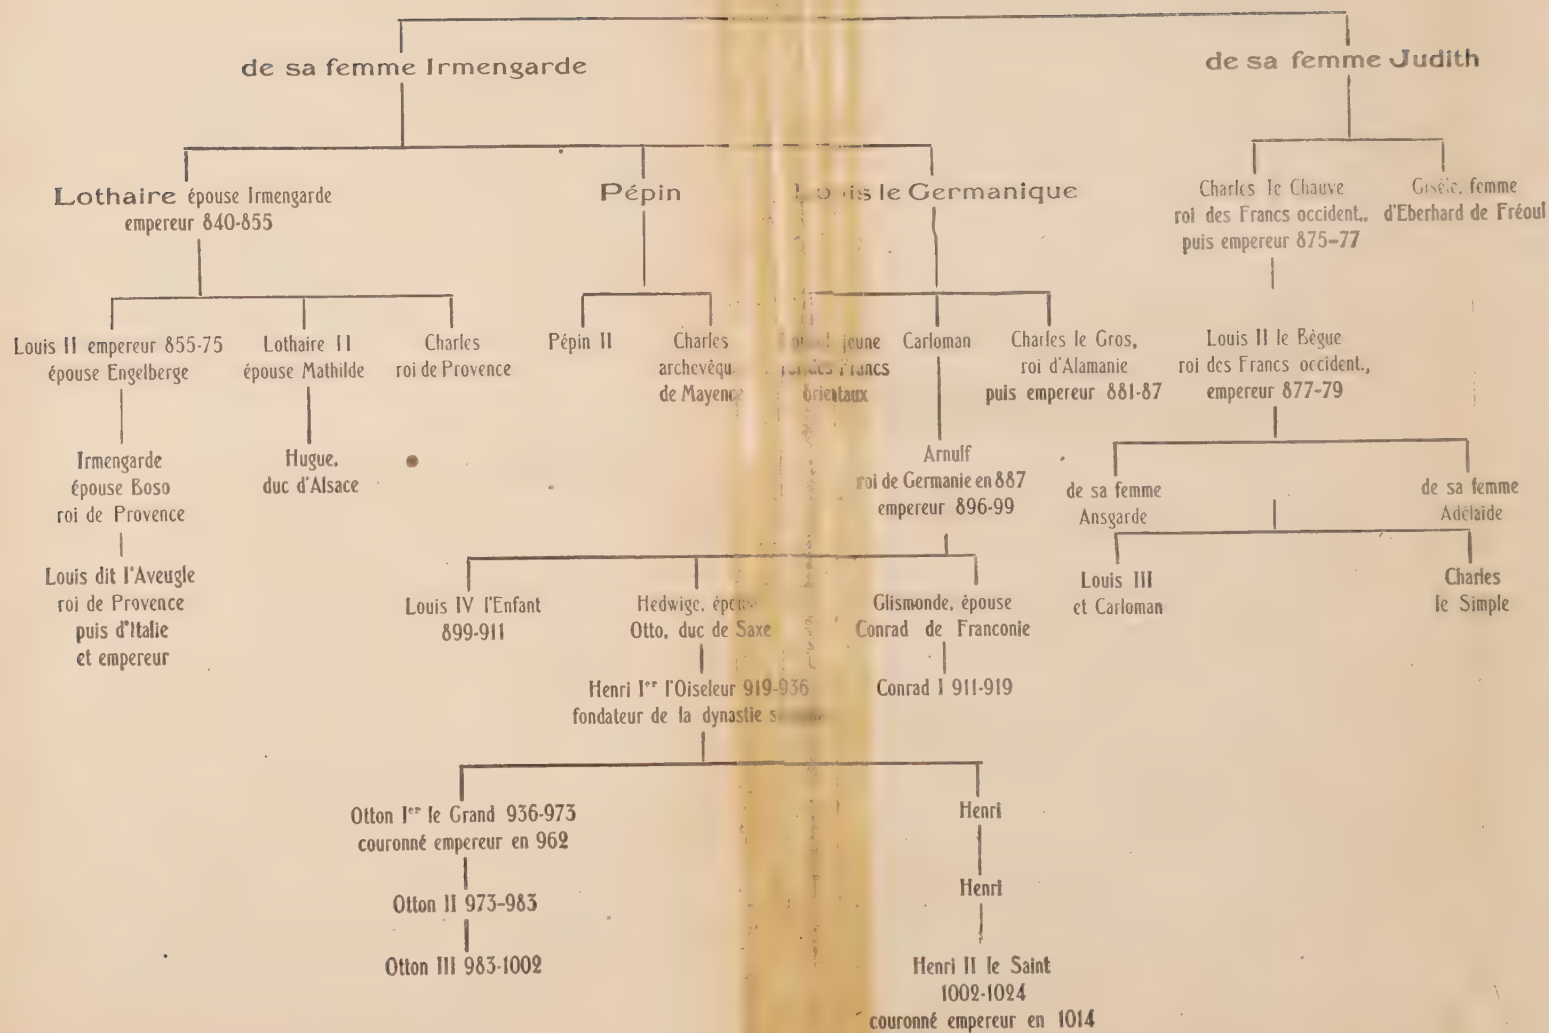 de sa femme Irmengarde
de sa femme Judith
Lothaire épouse Irmengarde
empereur 840-855
Pépin
Louis le Germanique
Charles le Chauve
roi des Francs occident.,
puis empereur 875-77
Gisèle, femme
d'Eberhard de Fréoul
Louis II empereur 855-75
épouse Engelberge
Lothaire II
épouse Mathilde
Charles
roi de Provence
Pépin II
Charles
archevêqu.
de Mayence
jeune
Francs
orientaux
Carloman
Charles le Gros,
roi d'Alamanie
puis empereur 881-87
Louis II le Bègue
roi des Francs occident.,
empereur 877-79
Irmengarde
épouse Boso
roi de Provence
Hugue,
duc d'Alsace
Arnulf
roi de Germanie en 887
empereur 896-99
de sa femme
Ansgarde
de sa femme
Adélaide
Louis dit l'Aveugle
roi de Provence
puis d'Italie
et empereur
Louis IV l'Enfant
899-911
Hedwige, épouse
Otto, duc de Saxe
Glismonde, épouse
Conrad de Franconie
Louis III
et Carloman
Charles
le Simple
Henri Ier l'Oiseleur 919-936
fondateur de la dynastie
Conrad I 911-919
Otton Ier le Grand 936-973
couronné empereur en 962
Henri
Otton II 973-983
Henri
Otton III 983-1002
Henri II le Saint
1002-1024
couronné empereur en 1014